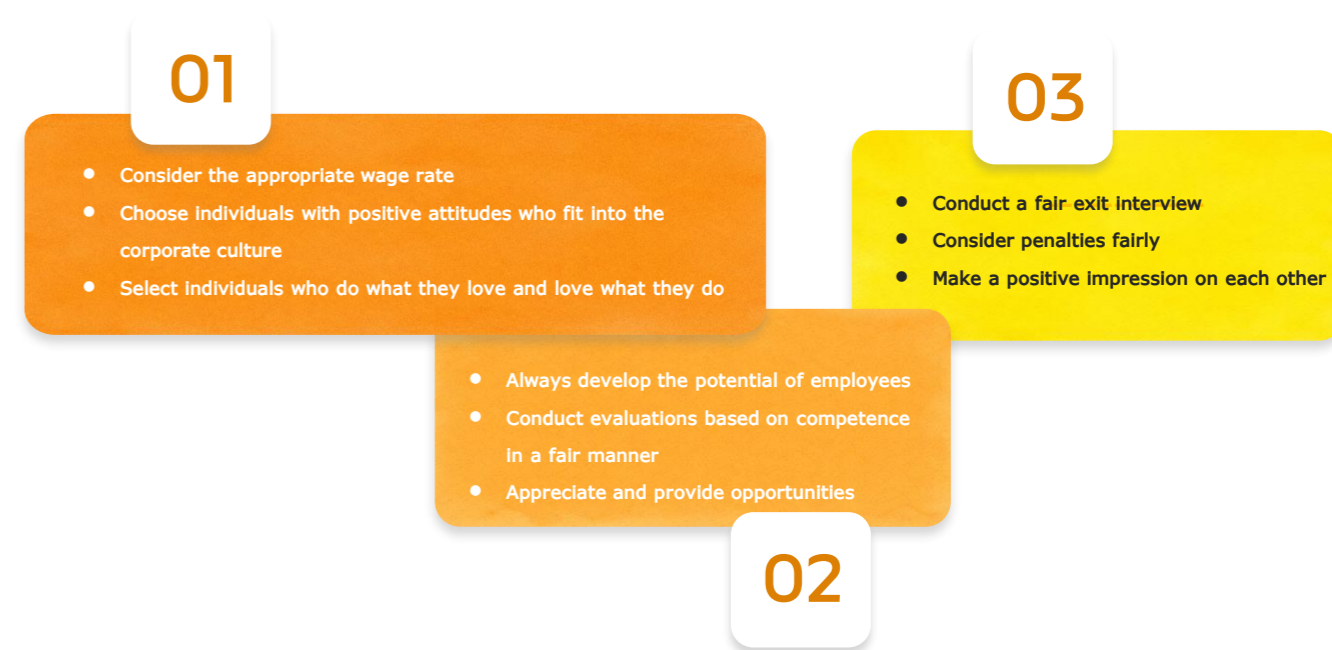 01
• Consider the appropriate wage rate
• Choose individuals with positive attitudes who fit into the
corporate culture
• Select individuals who do what they love and love what they do
• Always develop the potential of employees
• Conduct evaluations based on competence
in a fair manner
• Appreciate and provide opportunities
02
03
• Conduct a fair exit interview
• Consider penalties fairly
• Make a positive impression on each other